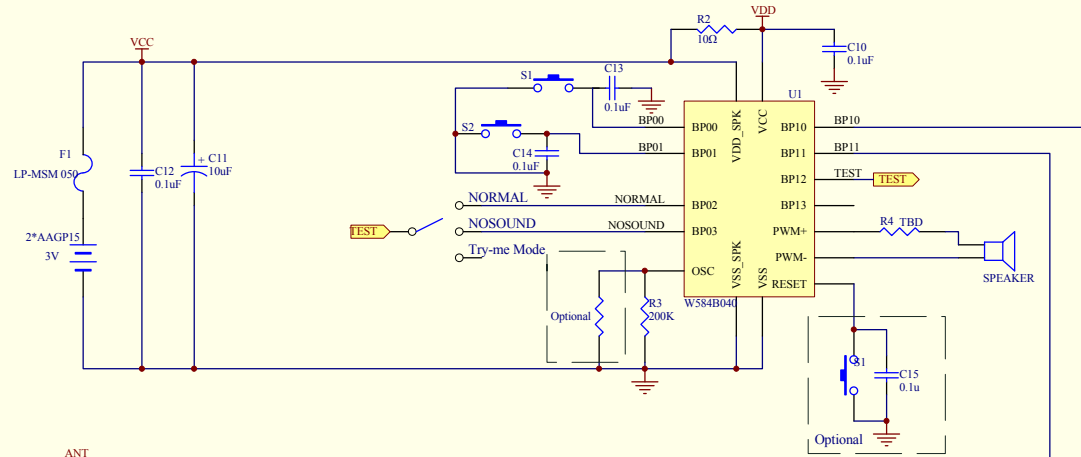 VDD
R2
10Ω
VCC
C10
0.1uF
S1
C13
0.1uF
U1
BP00
BP00
VDD_SPK
VCC
BP10
BP10
F1
LP-MSM 050
C12
0.1uF
+
C11
10uF
S2
C14
0.1uF
BP01
BP01
BP11
BP11
BP12
TEST
TEST
NORMAL
NORMAL
BP02
BP13
TEST
NOSOUND
NOSOUND
BP03
PWM+
R4
TBD
2*AAGP15
3V
Try-me Mode
VSS_SPK
VSS
PWM-
SPEAKER
OSC
RESET
W584B040
Optional
R3
200K
S1
C15
0.1u
Optional
ANT